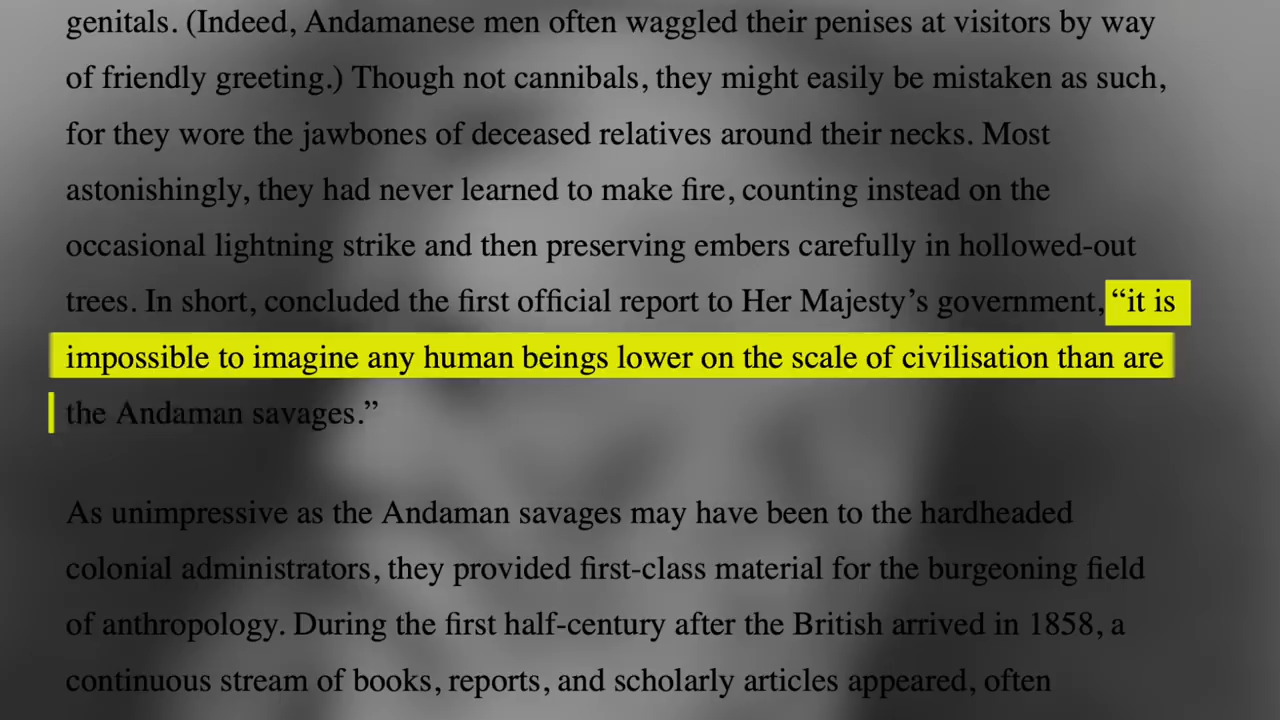 genitals. (Indeed, Andamanese men often waggled their penises at visitors by way
of friendly greeting.) Though not cannibals, they might easily be mistaken as such,
for they wore the jawbones of deceased relatives around their necks. Most
astonishingly, they had never learned to make fire, counting instead on the
occasional lightning strike and then preserving embers carefully in hollowed-out
trees. In short, concluded the first official report to Her Majesty’s government, “it is
impossible to imagine any human beings lower on the scale of civilisation than are
the Andaman savages.”
As unimpressive as the Andaman savages may have been to the hardheaded
colonial administrators, they provided first-class material for the burgeoning field
of anthropology. During the first half-century after the British arrived in 1858, a
continuous stream of books, reports, and scholarly articles appeared, often